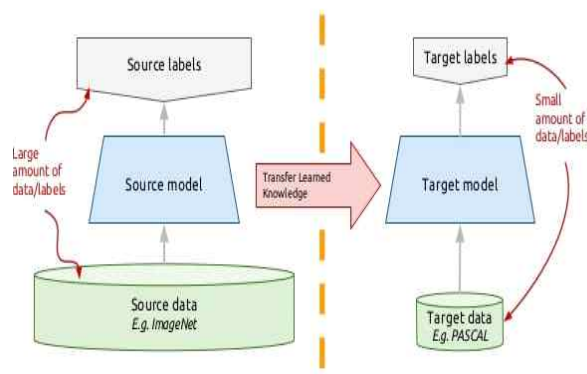 Source labels
Target labels
Large
amount of
data/labels
Small
amount of
data/labels
Source model
Transfer Learned
Knowledge
Target model
Source data
E.g. ImageNet
Target data
E.g. PASCAL